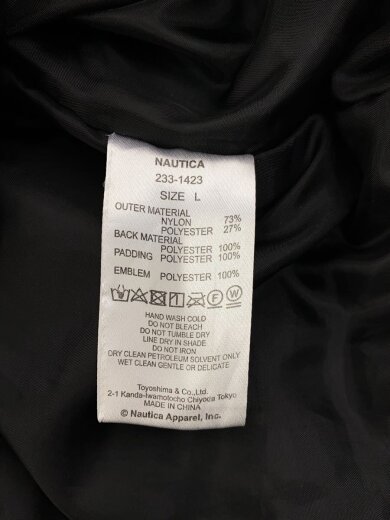 NAUTICA
233-1423
SIZE L
OUTER MATERIAL
NYLON 73%
POLYESTER 27%
BACK MATERIAL
POLYESTER 100%
PADDING POLYESTER 100%
EMBLEM POLYESTER 100%
F W
HAND WASH COLD
DO NOT BLEACH
DO NOT TUMBLE DRY
LINE DRY IN SHADE
DO NOT IRON
DRY CLEAN PETROLEUM SOLVENT ONLY
WET CLEAN GENTLE OR DELICATE
Toyoshima & Co.,Ltd.
2-1 Kanda-Iwamotocho Chiyoda Tokyo
MADE IN CHINA
© Nautica Apparel, Inc.